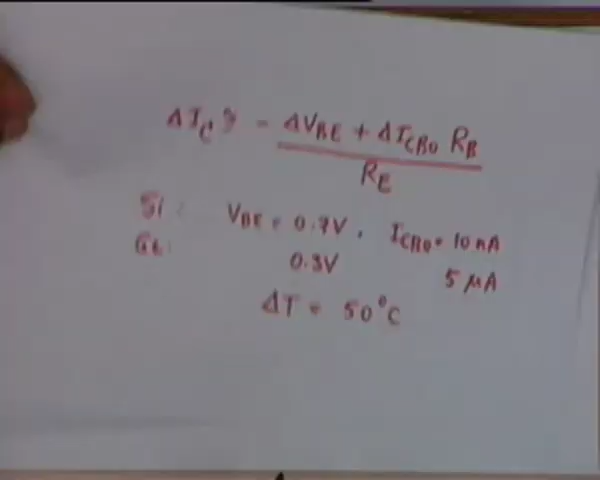 ΔI_C ? - (ΔV_BE + ΔI_CBO R_B) / R_E
Si : V_BE = 0.7V , I_CBO = 10 nA
Ge : 0.3V 5 μA
ΔT = 50°C